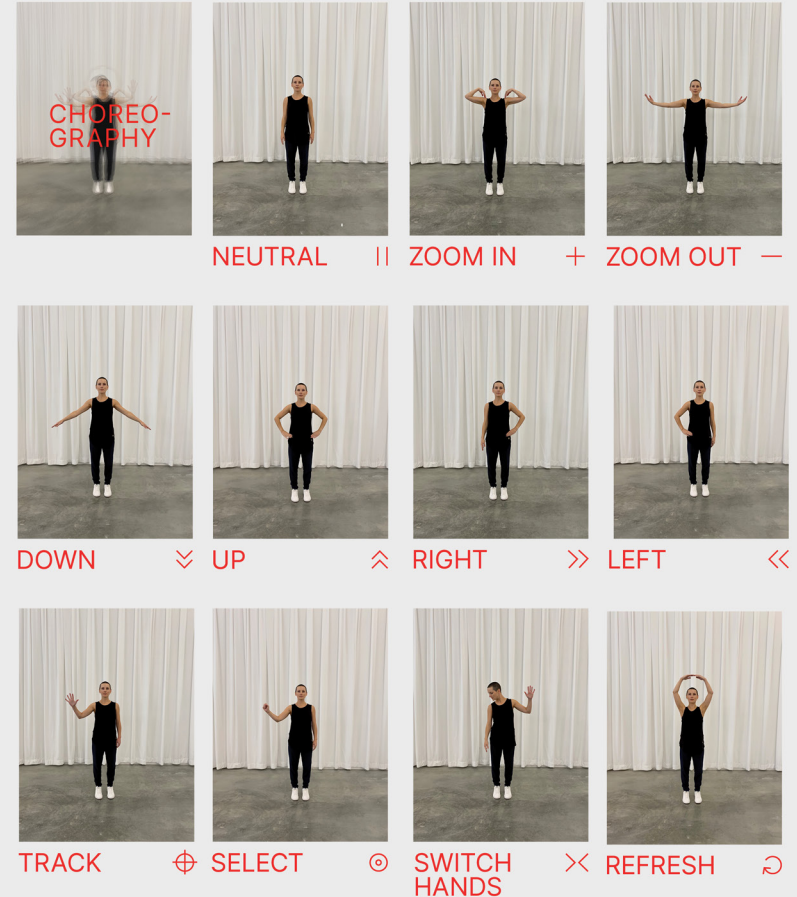 CHOREO-
GRAPHY
NEUTRAL
ZOOM IN
ZOOM OUT
DOWN
UP
RIGHT
LEFT
TRACK
SELECT
SWITCH
HANDS
REFRESH